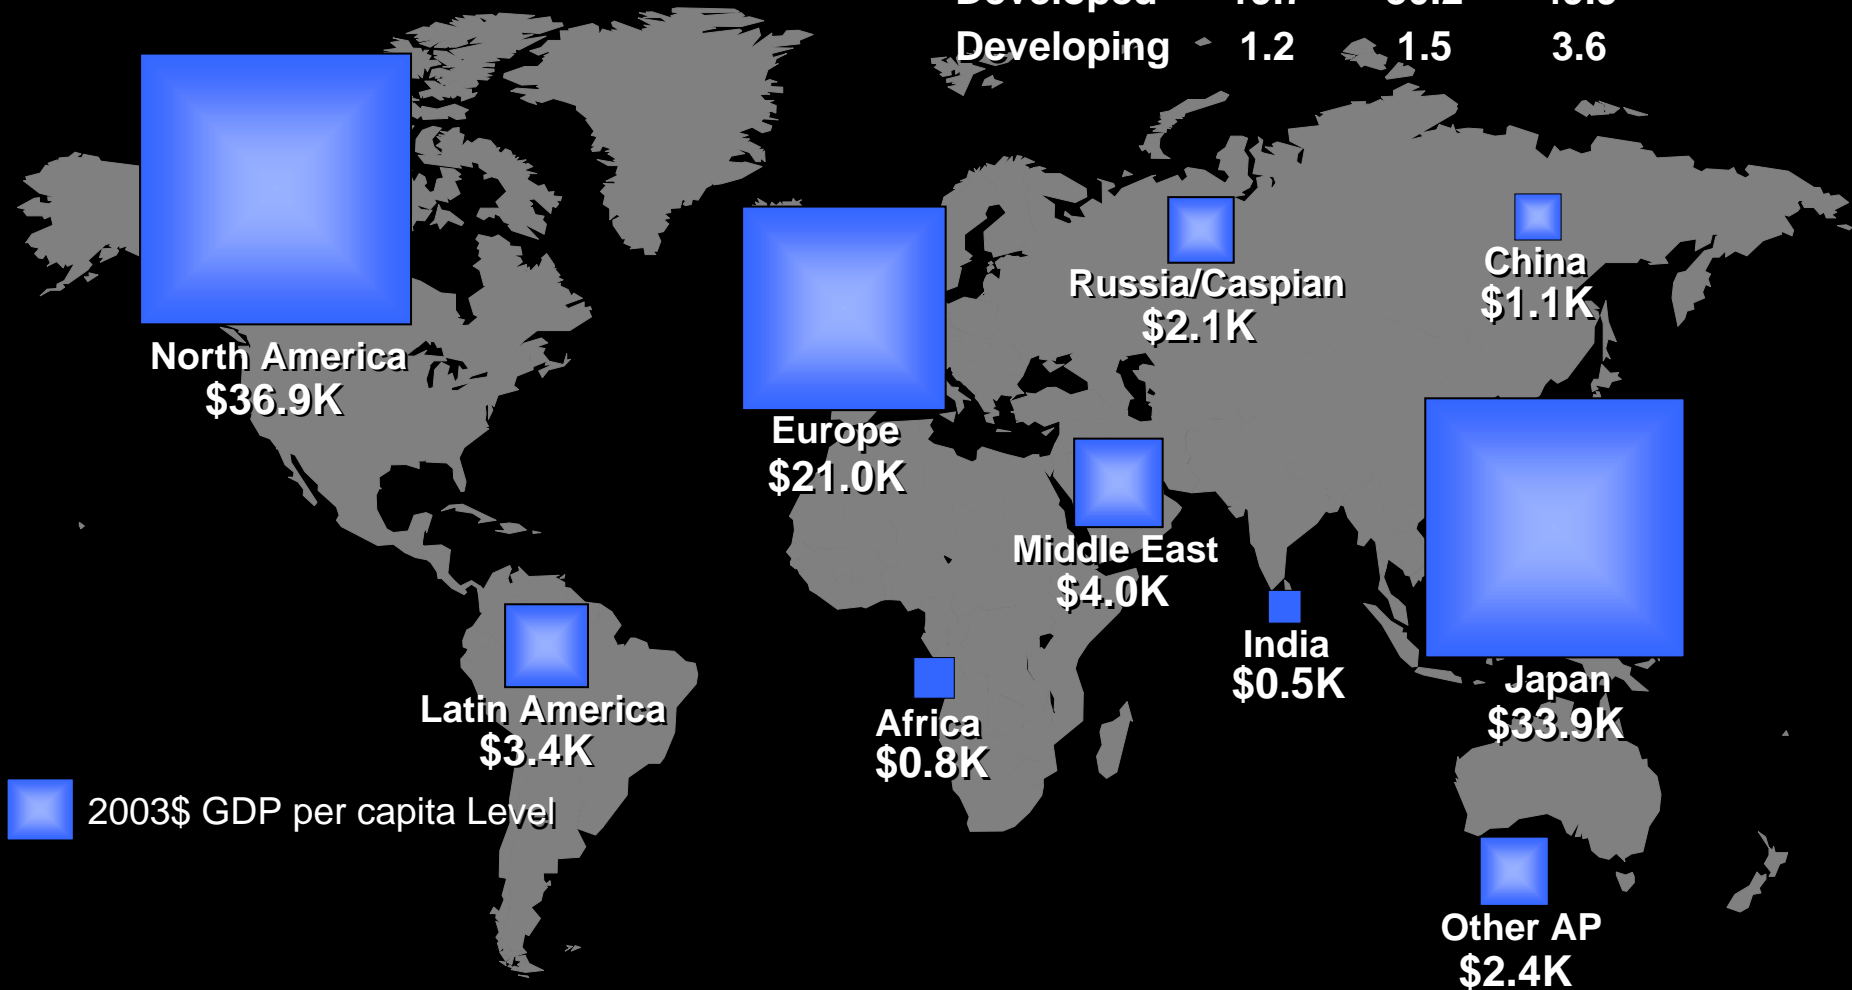 Developed
Developing 1.2 1.5 3.6
North America
$36.9K
Europe
$21.0K
Russia/Caspian
$2.1K
China
$1.1K
Middle East
$4.0K
India
$0.5K
Japan
$33.9K
Latin America
$3.4K
Africa
$0.8K
2003$ GDP per capita Level
Other AP
$2.4K